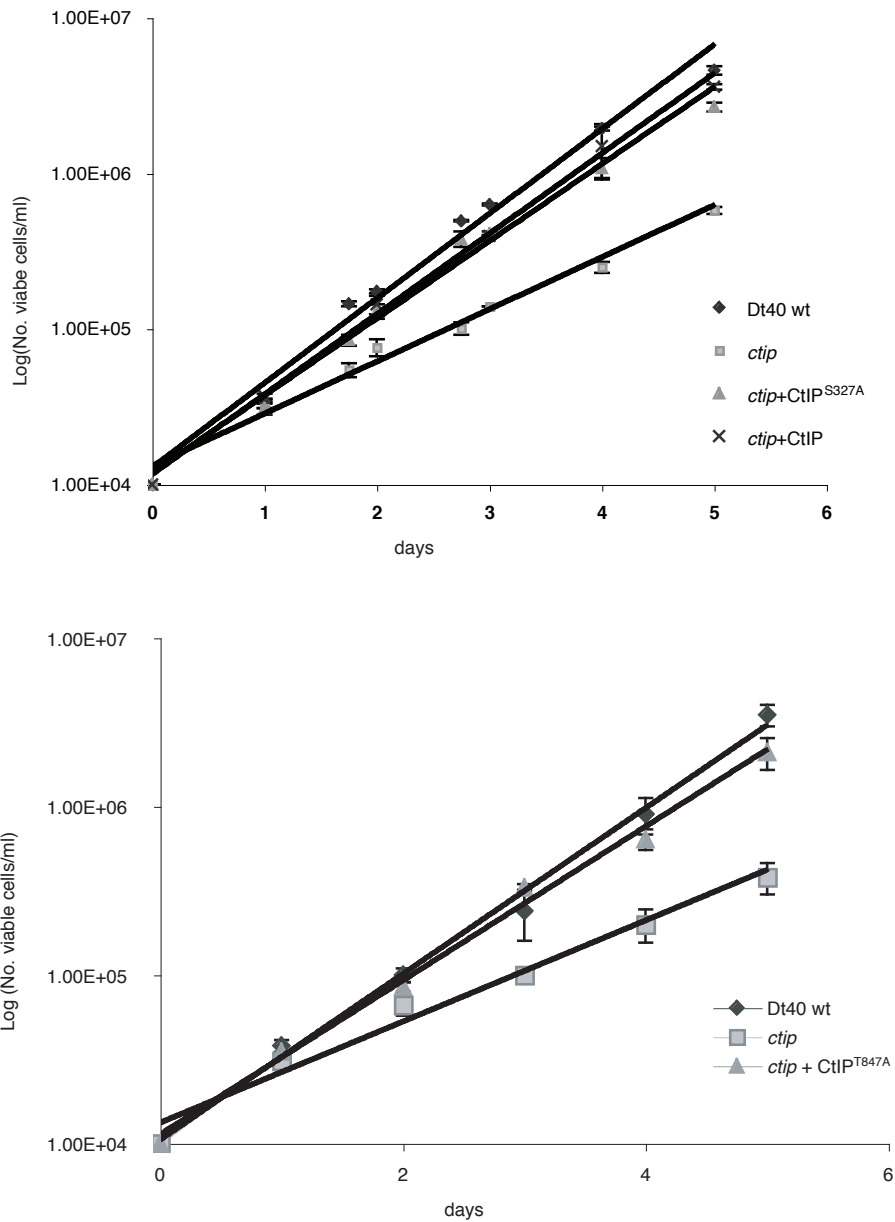 1.00E+07
1.00E+06
1.00E+05
1.00E+04
Log(No. viabe cells/ml)
0 1 2 3 4 5 6
days
Dt40 wt
ctip
ctip+CtIP^S327A
ctip+CtIP
1.00E+07
1.00E+06
1.00E+05
1.00E+04
Log (No. viable cells/ml)
0 2 4 6
days
Dt40 wt
ctip
ctip + CtIP^T847A